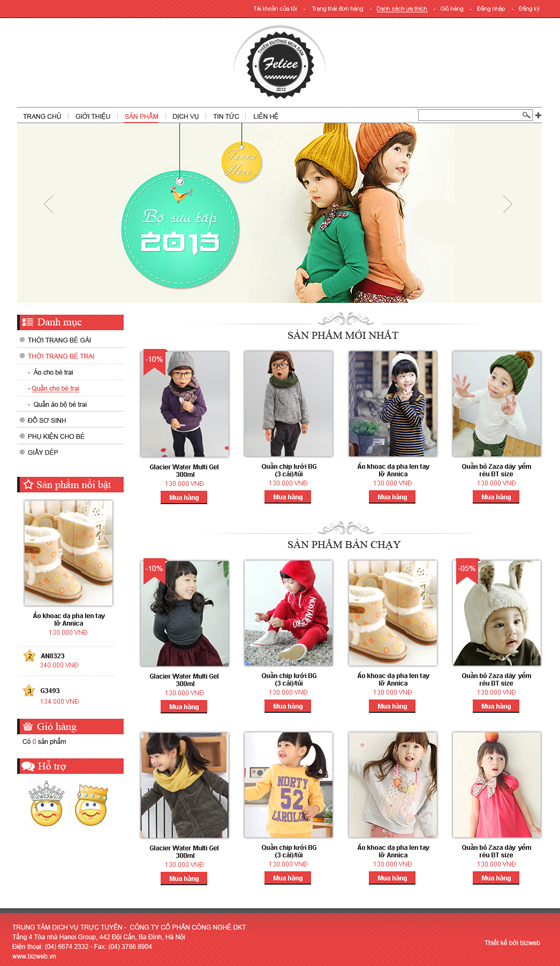 Tài khoản của tôi - Trạng thái đơn hàng - Danh sách ưa thích - Giỏ hàng - Đăng nhập - Đăng ký
THIÊN ĐƯỜNG MUA SẮM
Felice
2012
TRANG CHỦ | GIỚI THIỆU | SẢN PHẨM | DỊCH VỤ | TIN TỨC | LIÊN HỆ
Bộ sưu tập
2013
Danh mục
THỜI TRANG BÉ GÁI
THỜI TRANG BÉ TRAI
- Áo cho bé trai
- Quần cho bé trai
- Quần áo bộ bé trai
ĐỒ SƠ SINH
PHỤ KIỆN CHO BÉ
GIÀY DÉP
Sản phẩm nổi bật
Áo khoac dạ pha len tay
lỡ Annica
130.000 VNĐ
2 ANB323
340.000 VNĐ
3 G3493
134.000 VNĐ
Giỏ hàng
Có 0 sản phẩm
Hỗ trợ
SẢN PHẨM MỚI NHẤT
-10%
Glacier Water Multi Gel
300ml
130.000 VNĐ
Mua hàng
Quần chip lưới BG
(3 cái)/túi
130.000 VNĐ
Mua hàng
Áo khoac dạ pha len tay
lỡ Annica
130.000 VNĐ
Mua hàng
Quần bò Zaza dây yếm
rêu BT size
130.000 VNĐ
Mua hàng
SẢN PHẨM BÁN CHẠY
-10%
Glacier Water Multi Gel
300ml
130.000 VNĐ
Mua hàng
Quần chip lưới BG
(3 cái)/túi
130.000 VNĐ
Mua hàng
Áo khoac dạ pha len tay
lỡ Annica
130.000 VNĐ
Mua hàng
-05%
Quần bò Zaza dây yếm
rêu BT size
130.000 VNĐ
Mua hàng
Glacier Water Multi Gel
300ml
130.000 VNĐ
Mua hàng
NORTY
52
Quần chip lưới BG
(3 cái)/túi
130.000 VNĐ
Mua hàng
Áo khoac dạ pha len tay
lỡ Annica
130.000 VNĐ
Mua hàng
Quần bò Zaza dây yếm
rêu BT size
130.000 VNĐ
Mua hàng
TRUNG TÂM DỊCH VỤ TRỰC TUYẾN - CÔNG TY CỔ PHẦN CÔNG NGHỆ DKT
Tầng 4 Tòa nhà Hanoi Group, 442 Đội Cấn, Ba Đình, Hà Nội
Điện thoại: (04) 6674 2332 - Fax: (04) 3786 8904
www.bizweb.vn
Thiết kế bởi bizweb